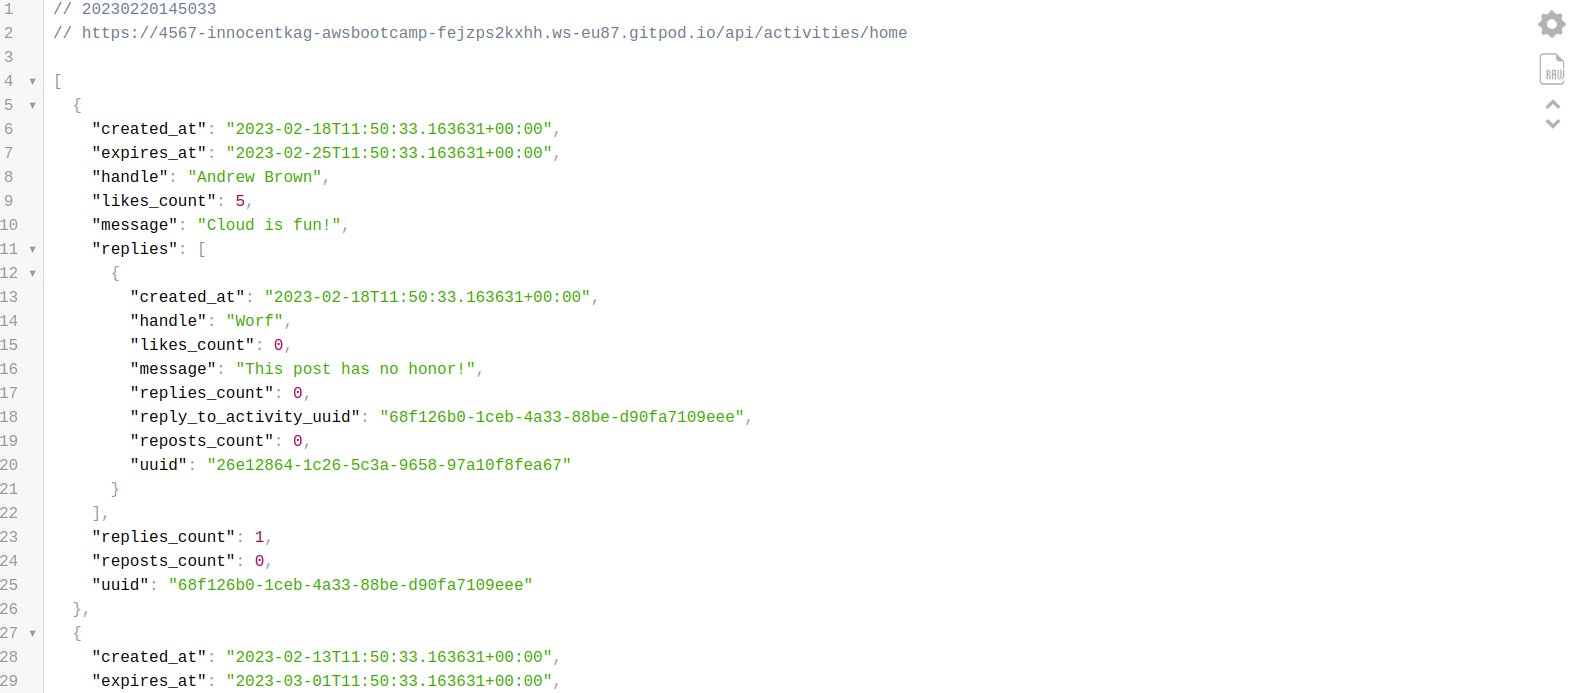 1 // 20230220145033
2 // https://4567-innocentkag-awsbootcamp-fejzps2kxhh.ws-eu87.gitpod.io/api/activities/home
3
4 [
5 {
6 "created_at": "2023-02-18T11:50:33.163631+00:00",
7 "expires_at": "2023-02-25T11:50:33.163631+00:00",
8 "handle": "Andrew Brown",
9 "likes_count": 5,
10 "message": "Cloud is fun!",
11 "replies": [
12 {
13 "created_at": "2023-02-18T11:50:33.163631+00:00",
14 "handle": "Worf",
15 "likes_count": 0,
16 "message": "This post has no honor!",
17 "replies_count": 0,
18 "reply_to_activity_uuid": "68f126b0-1ceb-4a33-88be-d90fa7109eee",
19 "reposts_count": 0,
20 "uuid": "26e12864-1c26-5c3a-9658-97a10f8fea67"
21 }
22 ],
23 "replies_count": 1,
24 "reposts_count": 0,
25 "uuid": "68f126b0-1ceb-4a33-88be-d90fa7109eee"
26 },
27 {
28 "created_at": "2023-02-13T11:50:33.163631+00:00",
29 "expires_at": "2023-03-01T11:50:33.163631+00:00",
RAW